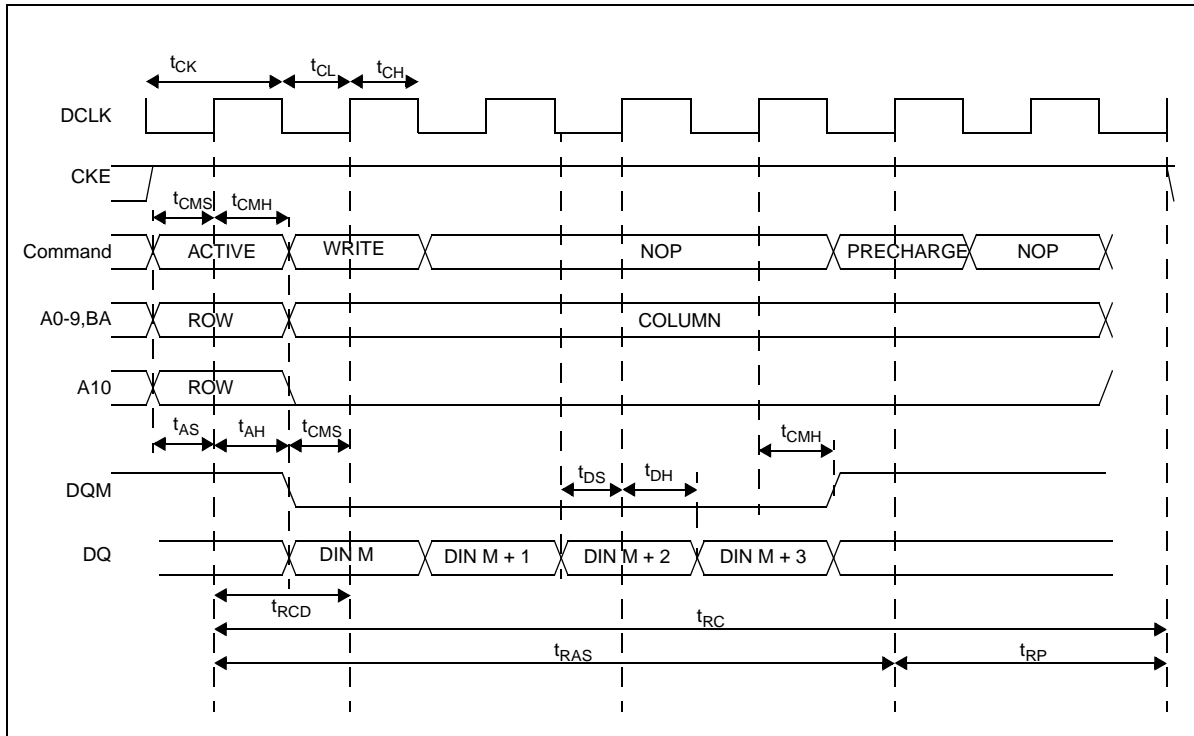 tCK tCL tCH
DCLK
CKE
tCMS tCMH
Command ACTIVE WRITE NOP PRECHARGE NOP
A0-9,BA ROW COLUMN
A10 ROW
tAS tAH tCMS tCMH
tDS tDH
DQM
DQ DIN M DIN M + 1 DIN M + 2 DIN M + 3
tRCD tRC
tRAS tRP